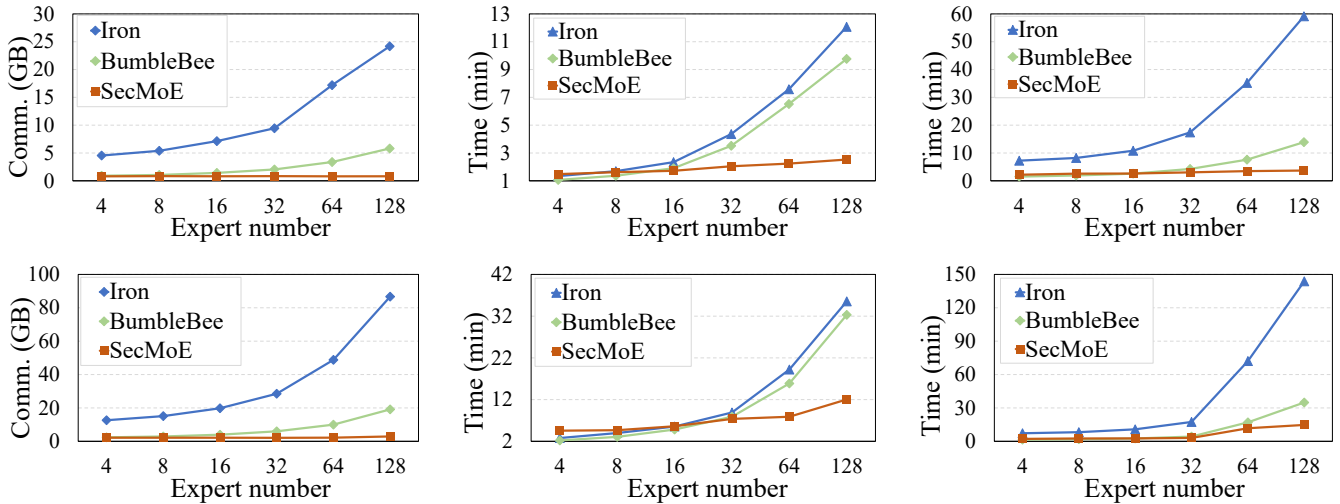 Comm. (GB)
30
25
20
15
10
5
0
Iron
BumbleBee
SecMoE
4 8 16 32 64 128
Expert number
Time (min)
13
11
9
7
5
3
1
Iron
BumbleBee
SecMoE
4 8 16 32 64 128
Expert number
Time (min)
60
50
40
30
20
10
0
Iron
BumbleBee
SecMoE
4 8 16 32 64 128
Expert number
Comm. (GB)
100
80
60
40
20
0
Iron
BumbleBee
SecMoE
4 8 16 32 64 128
Expert number
Time (min)
42
32
22
12
2
Iron
BumbleBee
SecMoE
4 8 16 32 64 128
Expert number
Time (min)
150
120
90
60
30
0
Iron
BumbleBee
SecMoE
4 8 16 32 64 128
Expert number